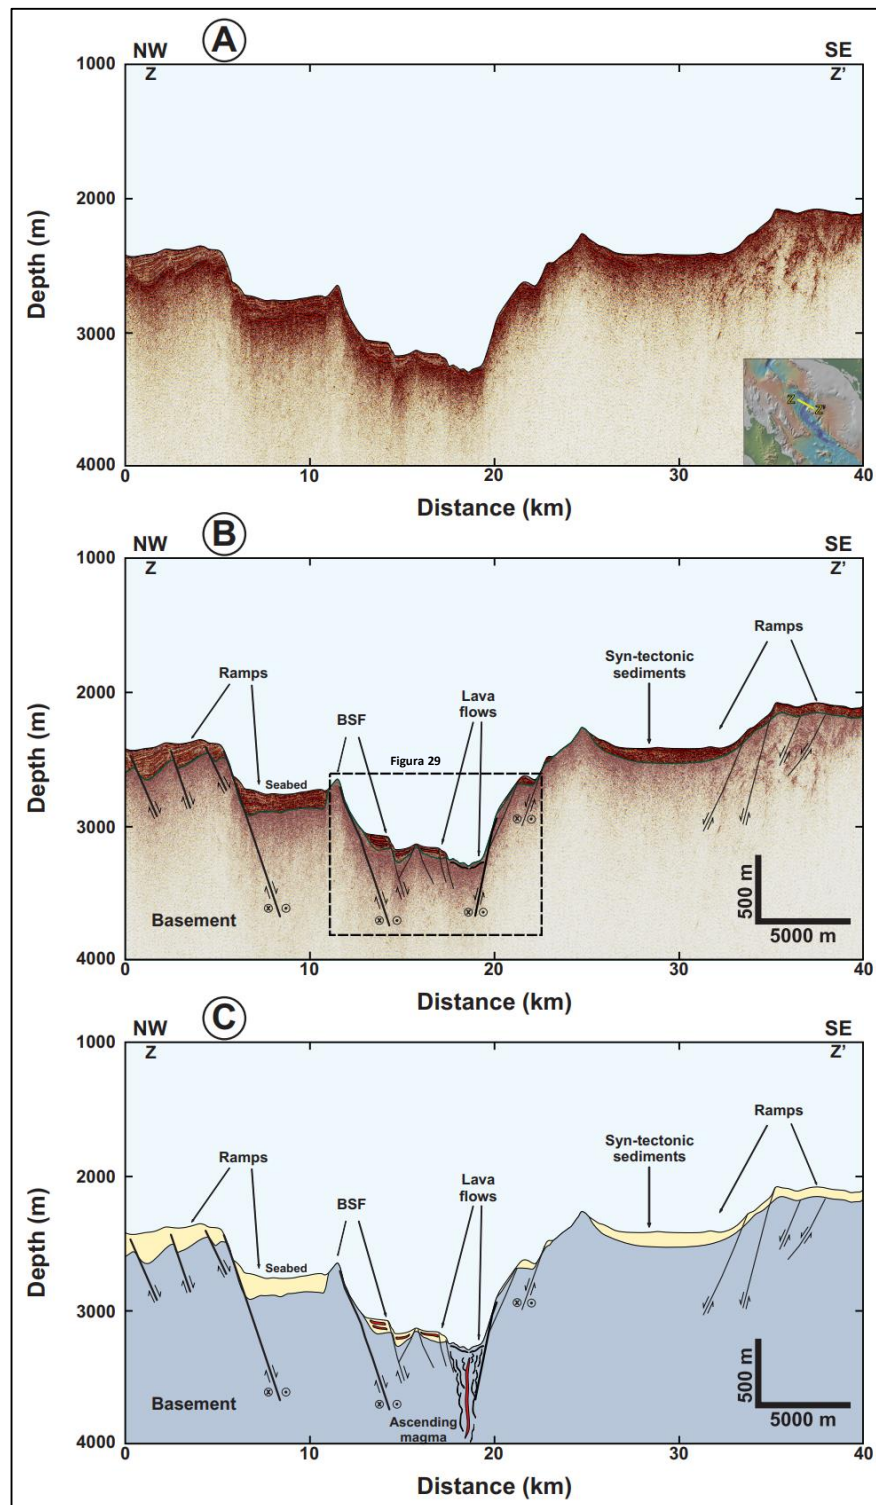 A
NW
Z
SE
Z'
1000
2000
3000
4000
Depth (m)
Z
Z'
0
10
20
30
40
Distance (km)
B
NW
Z
SE
Z'
1000
2000
3000
4000
Depth (m)
Ramps
Ramps
Syn-tectonic
sediments
Lava
flows
BSF
Figura 29
Seabed
Basement
500 m
5000 m
0
10
20
30
40
Distance (km)
C
NW
Z
SE
Z'
1000
2000
3000
4000
Depth (m)
Ramps
Ramps
Syn-tectonic
sediments
Lava
flows
BSF
Seabed
Basement
Ascending
magma
500 m
5000 m
0
10
20
30
40
Distance (km)